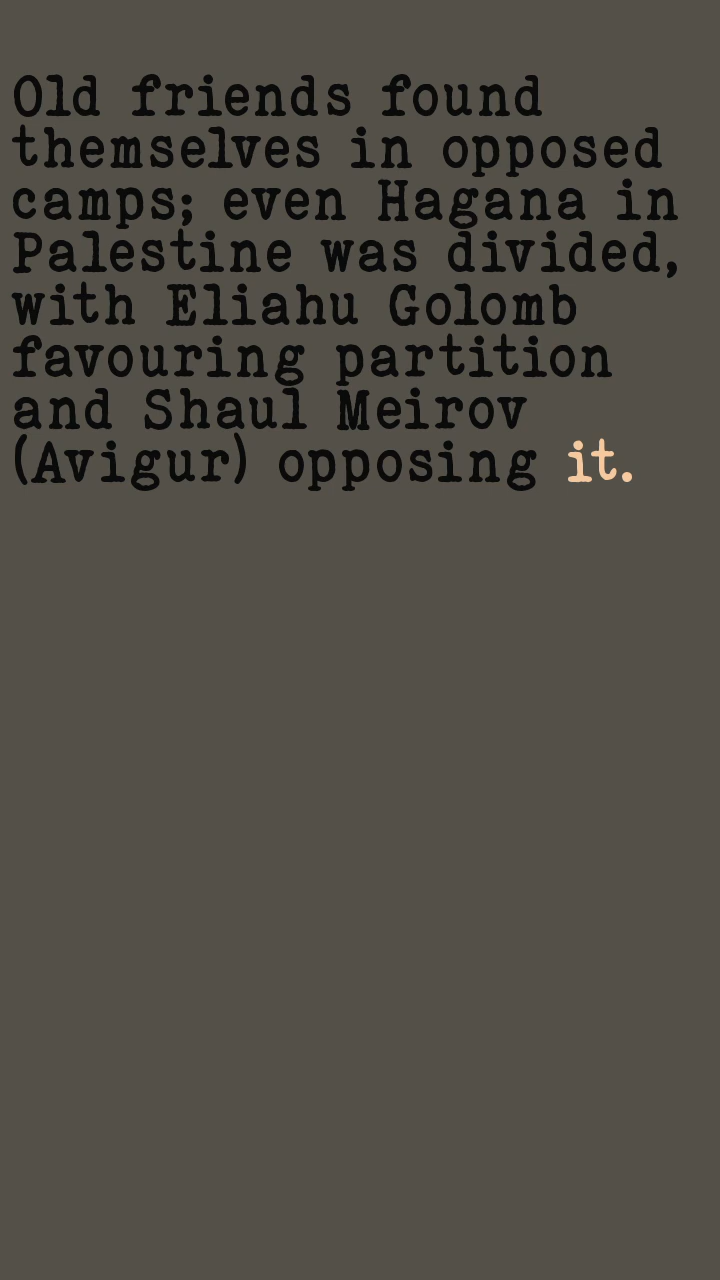 Old friends found
themselves in opposed
camps; even Hagana in
Palestine was divided,
with Eliahu Golomb
favouring partition
and Shaul Meirov
(Avigur) opposing it.